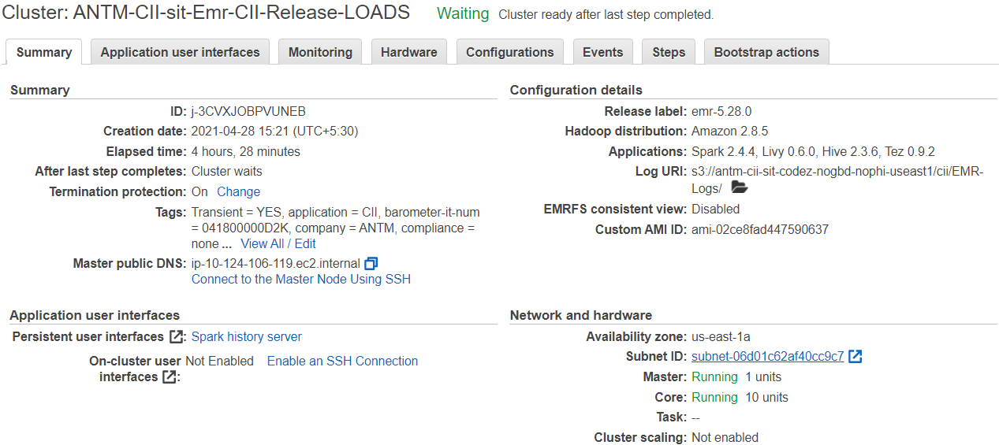 Cluster: ANTM-CII-sit-Emr-CII-Release-LOADS Waiting Cluster ready after last step completed.
Summary Application user interfaces Monitoring Hardware Configurations Events Steps Bootstrap actions
Summary
ID: j-3CVXJOBPVUNEB
Creation date: 2021-04-28 15:21 (UTC+5:30)
Elapsed time: 4 hours, 28 minutes
After last step completes: Cluster waits
Termination protection: On Change
Tags: Transient = YES, application = CII, barometer-it-num
= 041800000D2K, company = ANTM, compliance =
none ... View All / Edit
Master public DNS: ip-10-124-106-119.ec2.internal
Connect to the Master Node Using SSH
Configuration details
Release label: emr-5.28.0
Hadoop distribution: Amazon 2.8.5
Applications: Spark 2.4.4, Livy 0.6.0, Hive 2.3.6, Tez 0.9.2
Log URI: s3://antm-cii-sit-codez-nogbd-nophi-useast1/cii/EMR-
Logs/
EMRFS consistent view: Disabled
Custom AMI ID: ami-02ce8fad447590637
Application user interfaces
Persistent user interfaces : Spark history server
On-cluster user Not Enabled Enable an SSH Connection
interfaces :
Network and hardware
Availability zone: us-east-1a
Subnet ID: subnet-06d01c62af40cc9c7
Master: Running 1 units
Core: Running 10 units
Task: --
Cluster scaling: Not enabled